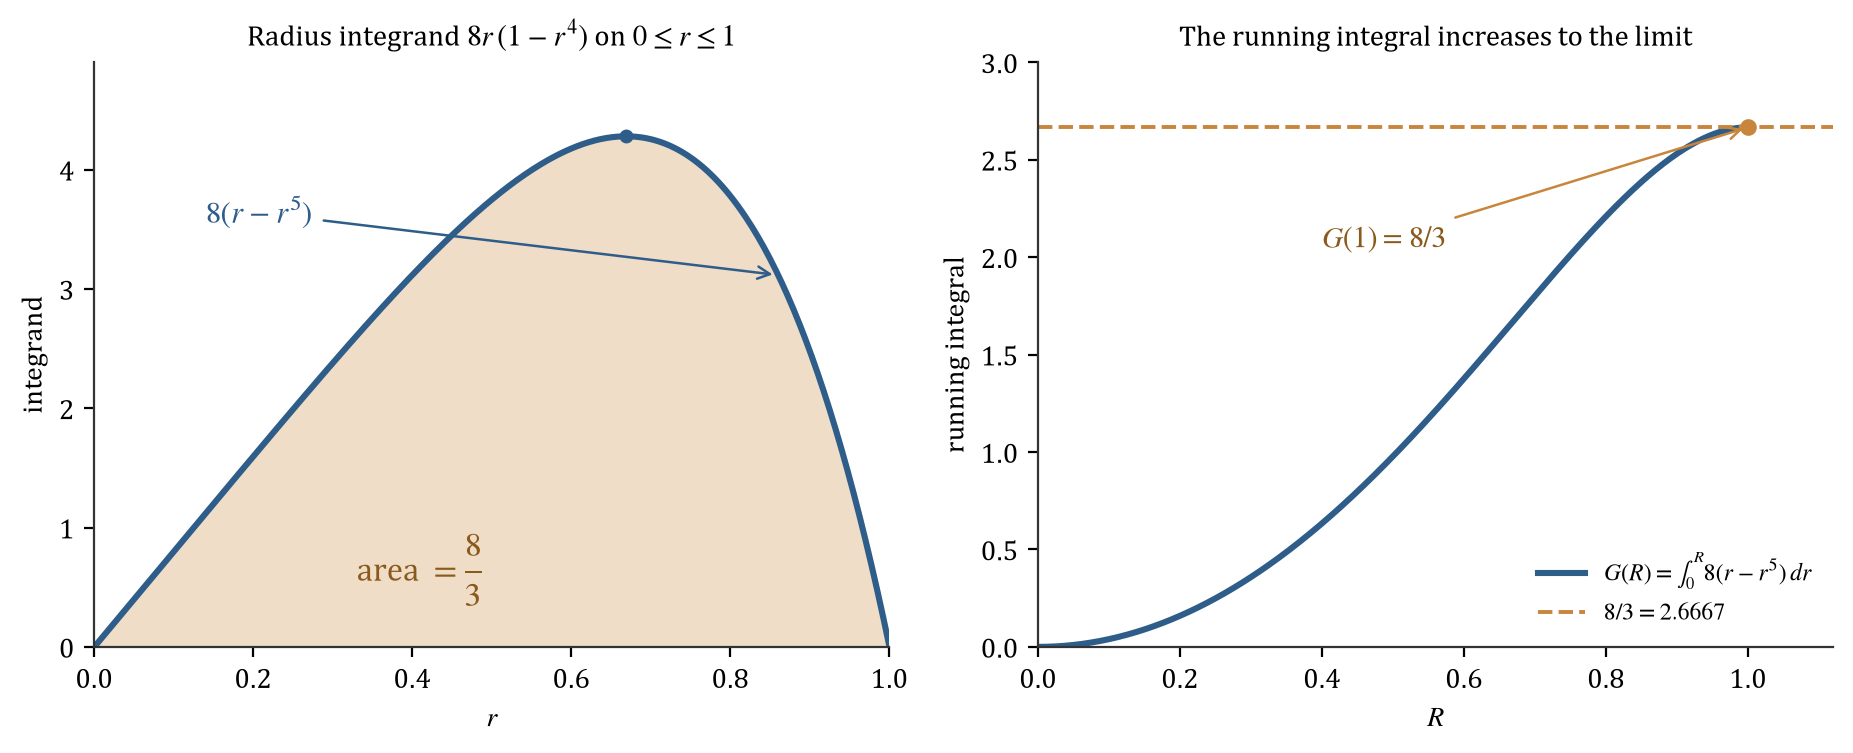 Radius integrand 8r(1 − r⁴) on 0 ≤ r ≤ 1
integrand
4
3
2
1
0
8(r − r⁵)
area = 8/3
0.0 0.2 0.4 0.6 0.8 1.0
r
The running integral increases to the limit
running integral
3.0
2.5
2.0
1.5
1.0
0.5
0.0
G(1) = 8/3
G(R) = ∫₀ᴿ 8(r − r⁵) dr
8/3 = 2.6667
0.0 0.2 0.4 0.6 0.8 1.0
R